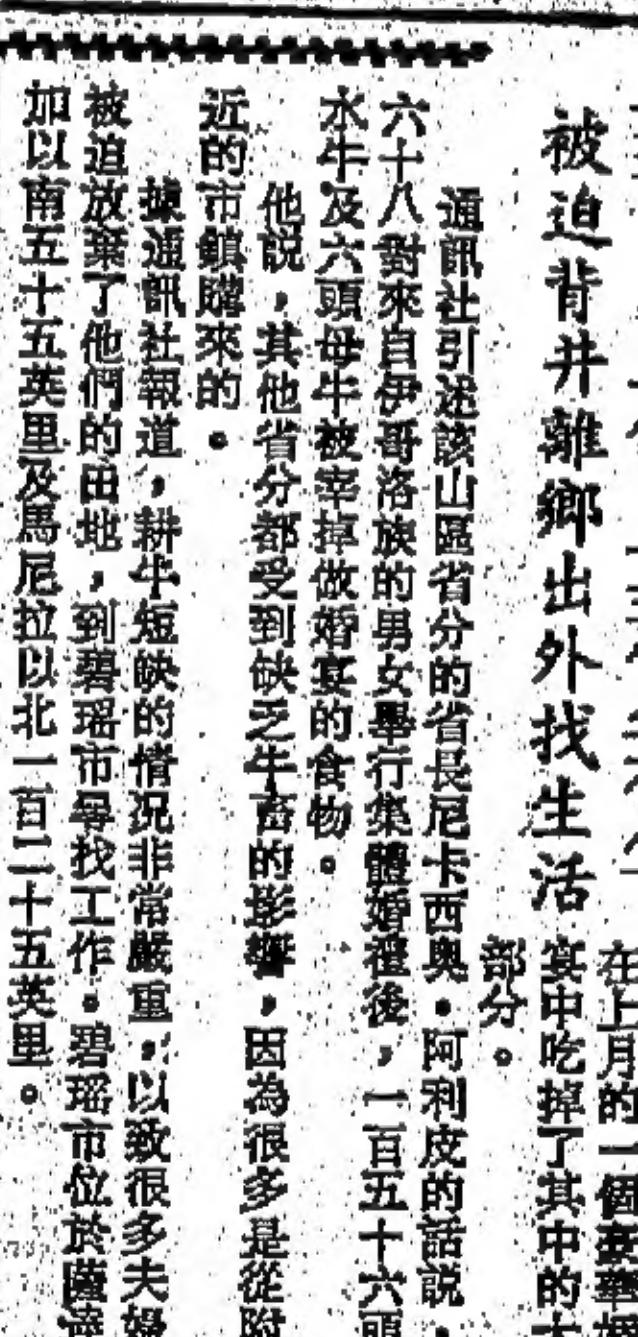 被迫背井離鄉出外找生活
在上月的一個豪華婚
宴中吃掉了其中的大
部分。
通訊社引述該山區省分的省長尼卡西奧•阿利皮的話說，
六十八對來自伊哥洛族的男女舉行集體婚禮後，一百五十六頭
水牛及六頭母牛被宰掉做婚宴的食物。
他說，其他省分都受到缺乏牛畜的影響，因為很多是從附
近的市鎮購來的。
據通訊社報道，耕牛短缺的情況非常嚴重，以致很多夫婦
被迫放棄了他們的田地，到碧瑶市尋找工作。碧瑶市位於薩達
加以南五十五英里及馬尼拉以北一百二十五英里。